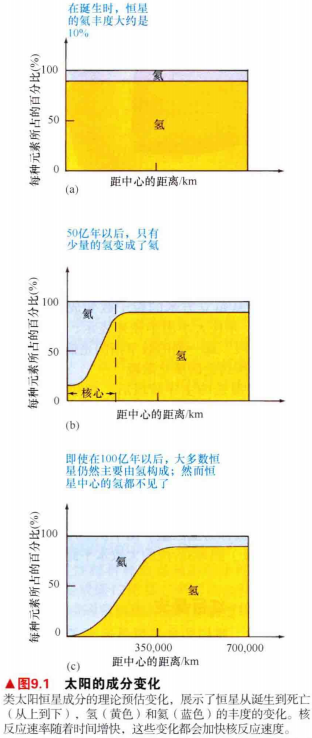 在诞生时，恒星
的氦丰度大约是
10%
每种元素所占的百分比(%)
100
50
0
氦
氢
距中心的距离/km
(a)
50亿年以后，只有
少量的氢变成了氦
每种元素所占的百分比(%)
100
50
0
氦
氢
核心
距中心的距离/km
(b)
即使在100亿年以后，大多数恒
星仍然主要由氢构成；然而恒
星中心的氢都不见了
每种元素所占的百分比(%)
100
50
0
氦
氢
350,000
700,000
距中心的距离/km
(c)
▲图9.1 太阳的成分变化
类太阳恒星成分的理论预估变化，展示了恒星从诞生到死亡
（从上到下），氢（黄色）和氦（蓝色）的丰度的变化。核
反应速率随着时间增快，这些变化都会加快核反应速度。